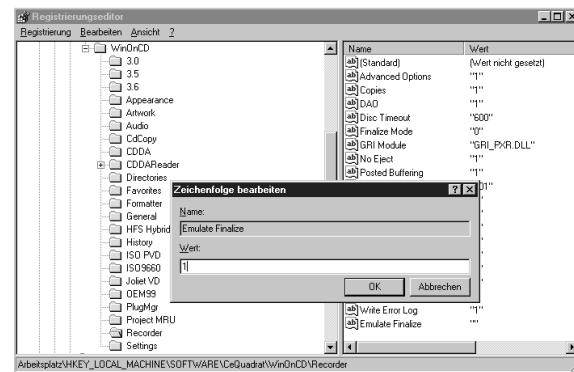 Registrierungseditor
Registrierung Bearbeiten Ansicht ?
WinOnCD
3.0
3.5
3.6
Appearance
Artwork
Audio
CdCopy
CDDA
CDDAReader
Directories
Favorites
Formatter
General
HFS Hybrid
History
ISO PVD
ISO9660
Joliet VD
OEM99
PlugMgr
Project MRU
Recorder
Settings
Name Wert
(Standard) (Wert nicht gesetzt)
Advanced Options "1"
Copies "1"
DAO "1"
Disc Timeout "600"
Finalize Mode "0"
GRI Module "GRI_PXR.DLL"
No Eject "1"
Posted Buffering "1"
Write Error Log "1"
Emulate Finalize ""
Zeichenfolge bearbeiten
Name:
Emulate Finalize
Wert:
1
OK Abbrechen
Arbeitsplatz\HKEY_LOCAL_MACHINE\SOFTWARE\CeQuadrat\WinOnCD\Recorder